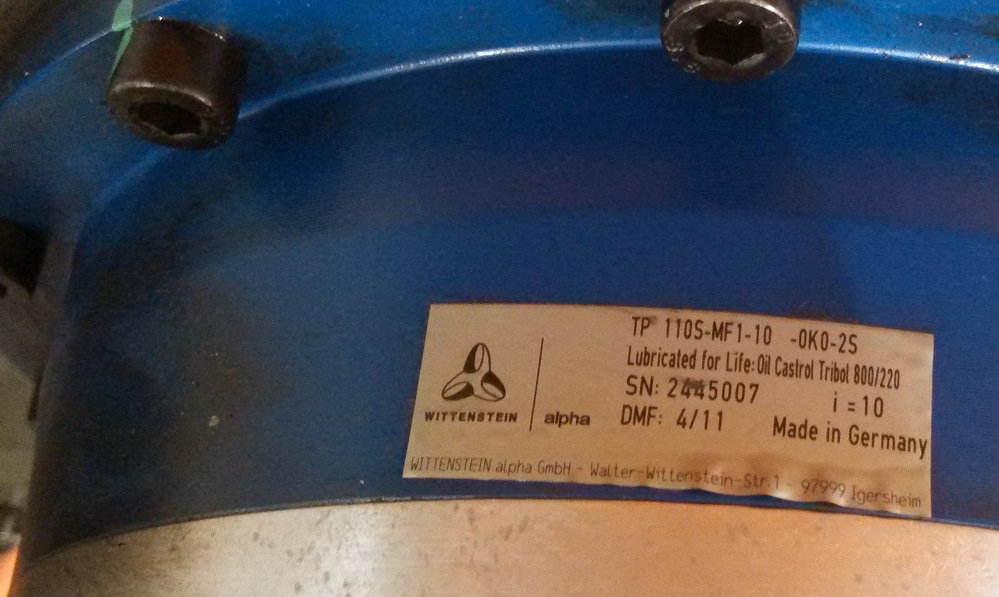 TP 110S-MF1-10 -0K0-2S
Lubricated for Life: Oil Castrol Tribol 800/220
SN: 2445007 i = 10
DMF: 4/11 Made in Germany
WITTENSTEIN alpha
WITTENSTEIN alpha GmbH - Walter-Wittenstein-Str.1 - 97999 Igersheim